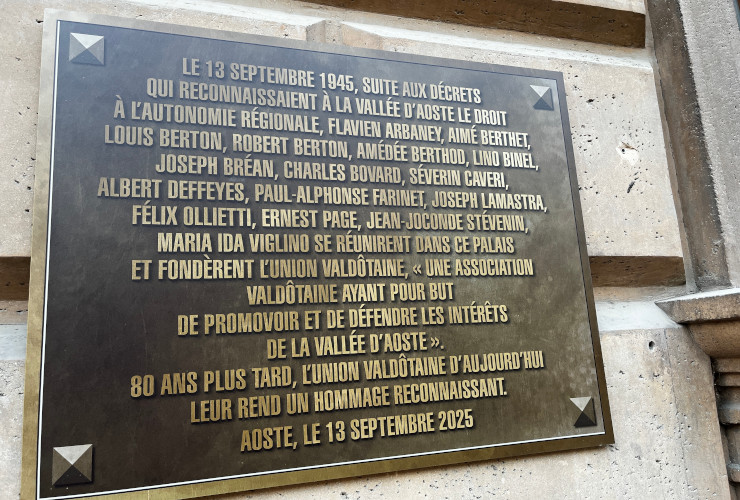 LE 13 SEPTEMBRE 1945, SUITE AUX DÉCRETS
QUI RECONNAISSAIENT À LA VALLÉE D'AOSTE LE DROIT
À L'AUTONOMIE RÉGIONALE, FLAVIEN ARBANEY, AIMÉ BERTHET,
LOUIS BERTON, ROBERT BERTON, AMÉDÉE BERTHOD, LINO BINEL,
JOSEPH BRÉAN, CHARLES BOVARD, SÉVERIN CAVERI,
ALBERT DEFFEYES, PAUL-ALPHONSE FARINET, JOSEPH LAMASTRA,
FÉLIX OLLIETTI, ERNEST PAGE, JEAN-JOCONDE STÉVENIN,
MARIA IDA VIGLINO SE RÉUNIRENT DANS CE PALAIS
ET FONDÈRENT L'UNION VALDÔTAINE, « UNE ASSOCIATION
VALDÔTAINE AYANT POUR BUT
DE PROMOVOIR ET DE DÉFENDRE LES INTÉRÊTS
DE LA VALLÉE D'AOSTE ».
80 ANS PLUS TARD, L'UNION VALDÔTAINE D'AUJOURD'HUI
LEUR REND UN HOMMAGE RECONNAISSANT.
AOSTE, LE 13 SEPTEMBRE 2025